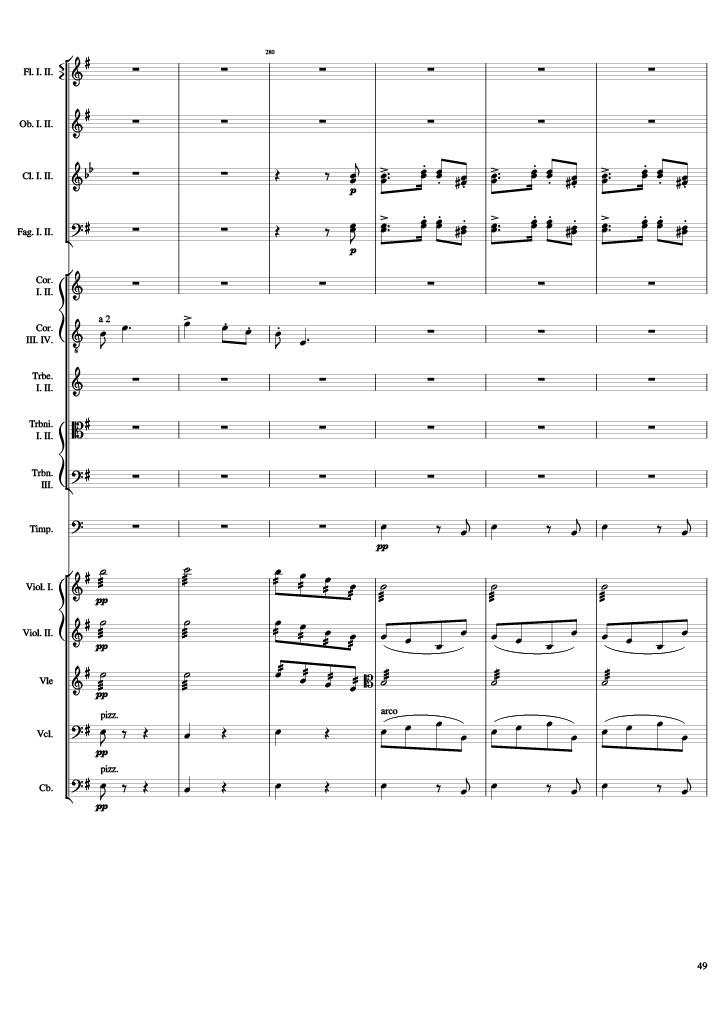 280
Fl. I. II.
Ob. I. II.
Cl. I. II.
p
Fag. I. II.
p
Cor.
I. II.
a 2
Cor.
III. IV.
Trbe.
I. II.
Trbni.
I. II.
Trbn.
III.
Timp.
pp
Viol. I.
pp
Viol. II.
pp
Vle
pp
pizz.
arco
Vcl.
pp
pizz.
Cb.
pp
49